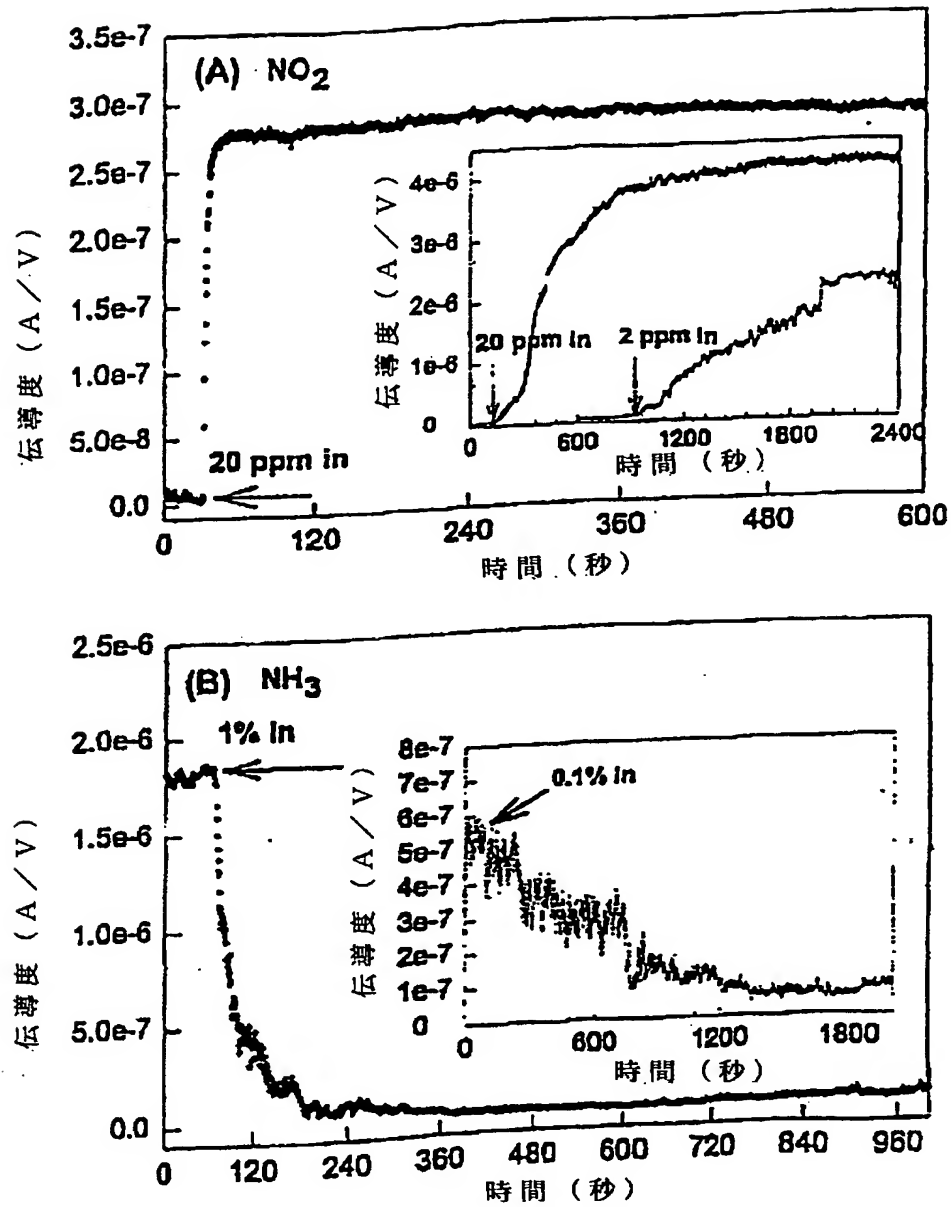 (A) NO2
3.5e-7
3.0e-7
2.5e-7
2.0e-7
1.5e-7
1.0e-7
5.0e-8
0.0
伝導度 (A/V)
20 ppm in
0 120 240 360 480 600
時間 (秒)
4e-6
3e-6
2e-6
1e-6
0
伝導度 (A/V)
20 ppm in
2 ppm in
0 600 1200 1800 2400
時間 (秒)
(B) NH3
2.5e-6
2.0e-6
1.5e-6
1.0e-6
5.0e-7
0.0
伝導度 (A/V)
1% in
0 120 240 360 480 600 720 840 960
時間 (秒)
8e-7
7e-7
6e-7
5e-7
4e-7
3e-7
2e-7
1e-7
0
伝導度 (A/V)
0.1% in
0 600 1200 1800
時間 (秒)